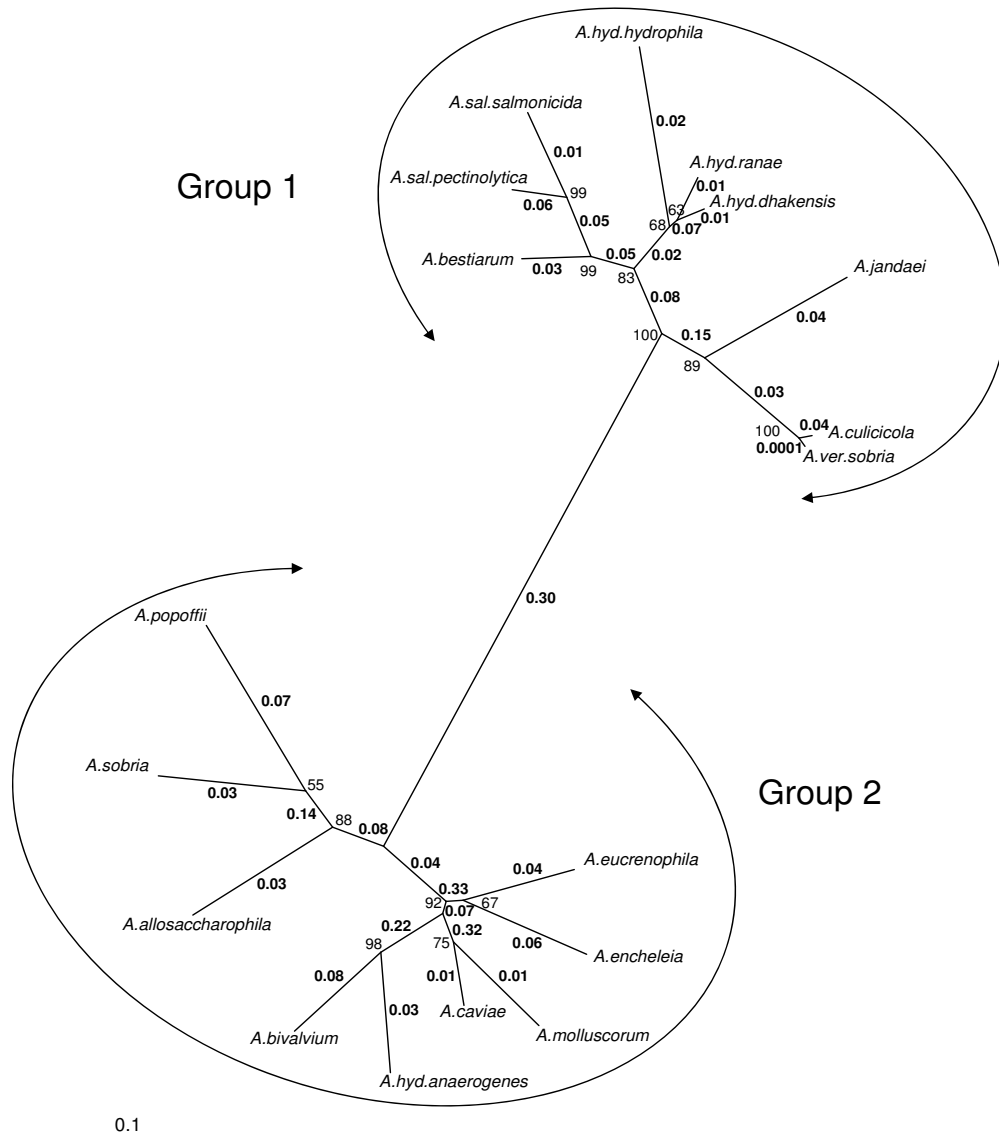 A.hyd.hydrophila
A.sal.salmonicida
0.02
0.01
Group 1
A.sal.pectinolytica
A.hyd.ranae
0.01
99
0.06
A.hyd.dhakensis
63
0.01
0.05
68
0.07
A.bestiarum
0.05
0.02
0.03
99
83
A.jandaei
0.08
0.04
100
0.15
89
0.03
100
0.04
A.culicicola
0.0001
A.ver.sobria
0.30
A.popoffii
0.07
A.sobria
55
0.03
0.14
Group 2
88
0.08
0.04
0.04
A.eucrenophila
0.33
0.03
92
0.07
67
A.allosaccharophila
0.22
0.32
98
75
0.06
A.encheleia
0.08
0.01
0.01
0.03
A.caviae
A.bivalvium
A.molluscorum
A.hyd.anaerogenes
0.1